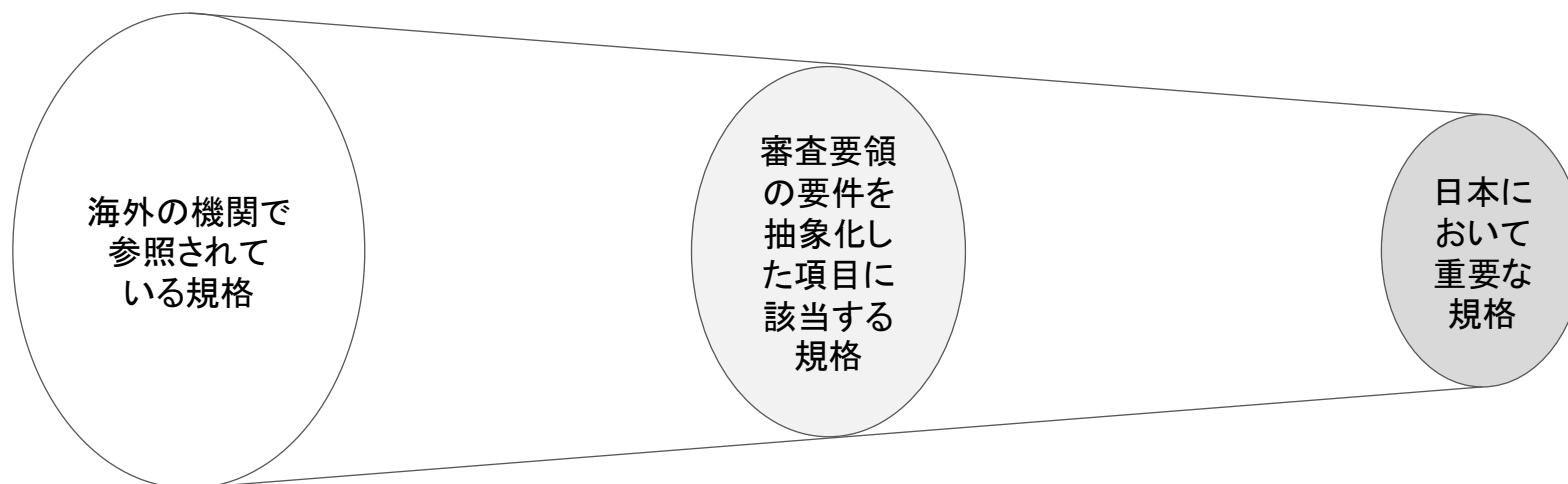 海外の機関で
参照されて
いる規格
審査要領
の要件を
抽象化し
た項目に
該当する
規格
日本に
おいて
重要な
規格